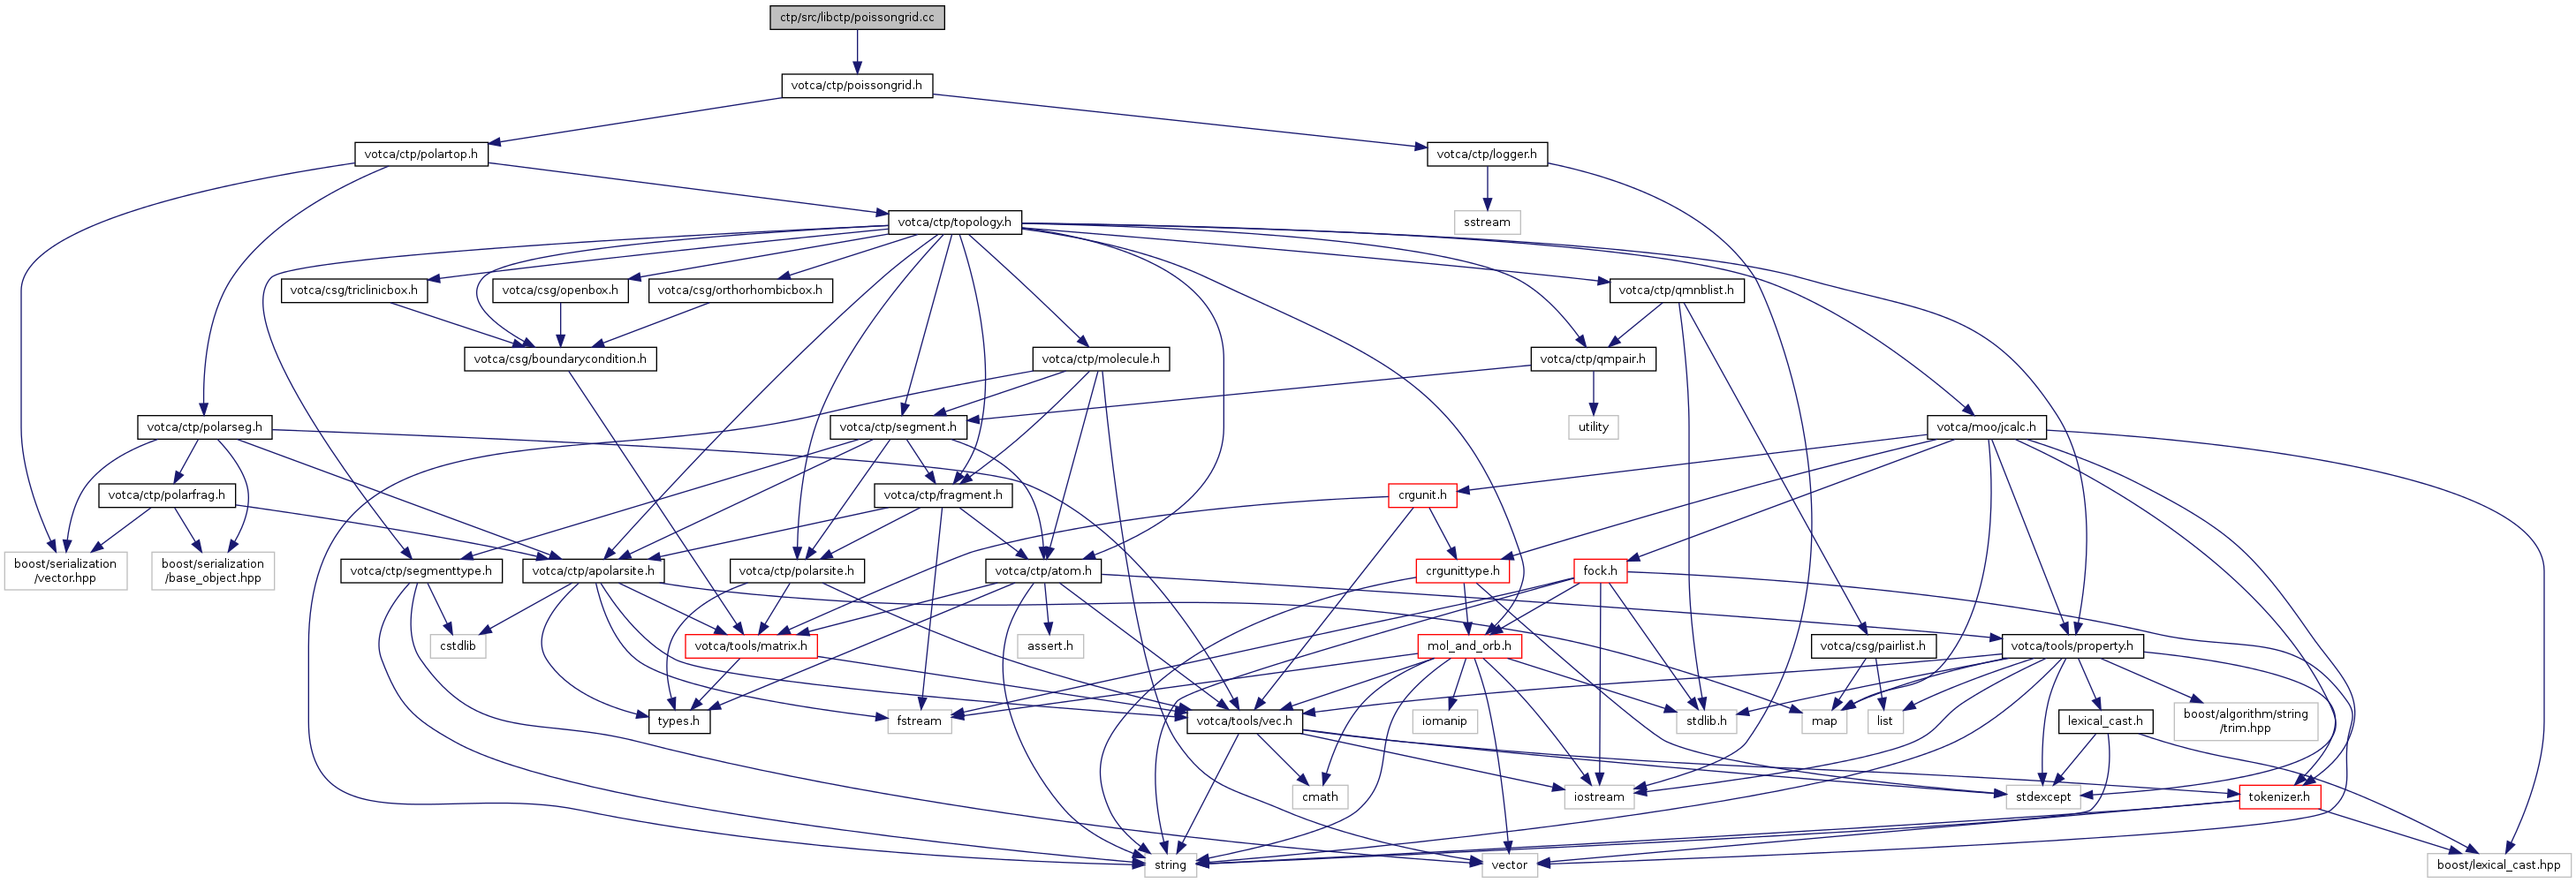 ctp/src/libctp/poissongrid.cc
votca/ctp/poissongrid.h
votca/ctp/polartop.h
votca/ctp/logger.h
votca/ctp/topology.h
sstream
votca/csg/triclinicbox.h
votca/csg/openbox.h
votca/csg/orthorhombicbox.h
votca/ctp/qmnblist.h
votca/csg/boundarycondition.h
votca/ctp/molecule.h
votca/ctp/qmpair.h
votca/ctp/polarseg.h
votca/ctp/segment.h
utility
votca/moo/jcalc.h
votca/ctp/polarfrag.h
votca/ctp/fragment.h
crgunit.h
boost/serialization
/vector.hpp
boost/serialization
/base_object.hpp
votca/ctp/segmenttype.h
votca/ctp/apolarsite.h
votca/ctp/polarsite.h
votca/ctp/atom.h
crgunittype.h
fock.h
cstdlib
votca/tools/matrix.h
assert.h
mol_and_orb.h
votca/csg/pairlist.h
votca/tools/property.h
types.h
fstream
votca/tools/vec.h
iomanip
stdlib.h
map
list
lexical_cast.h
boost/algorithm/string
/trim.hpp
cmath
iostream
stdexcept
tokenizer.h
string
vector
boost/lexical_cast.hpp